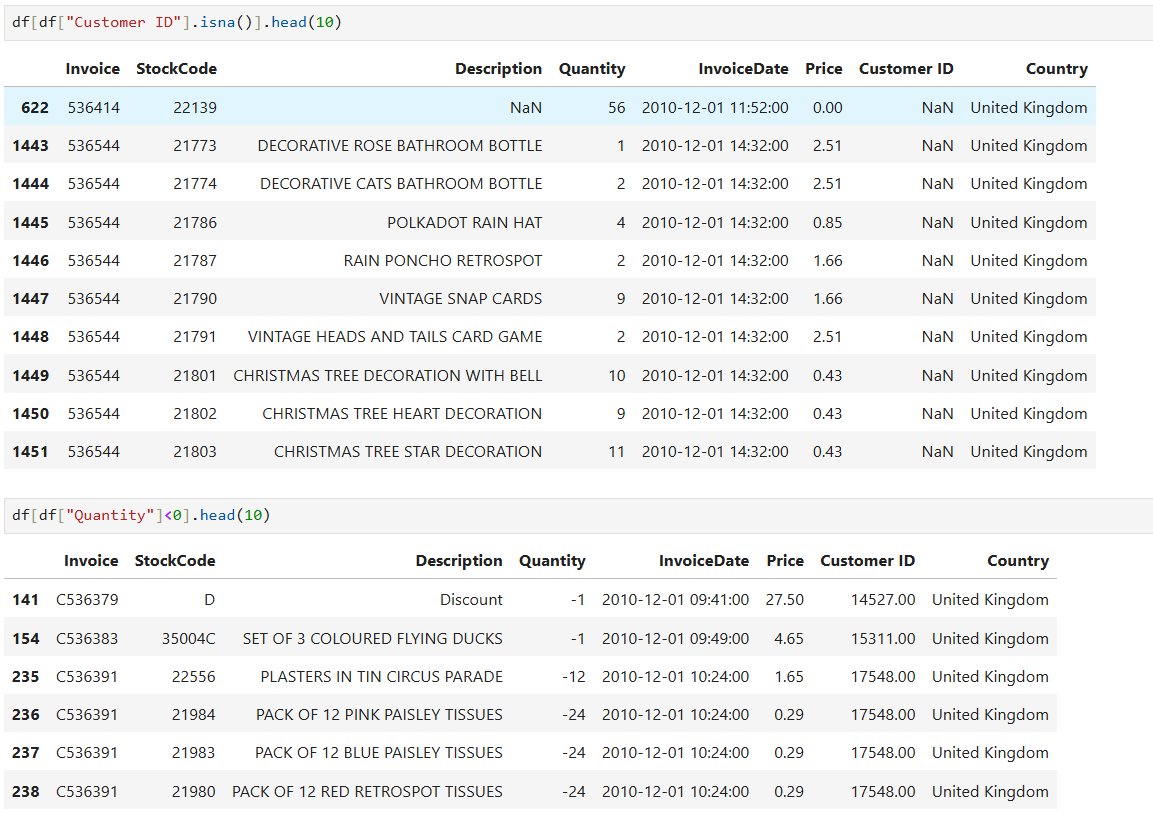 df[df["Customer ID"].isna()].head(10)
Invoice StockCode Description Quantity InvoiceDate Price Customer ID Country
622 536414 22139 NaN 56 2010-12-01 11:52:00 0.00 NaN United Kingdom
1443 536544 21773 DECORATIVE ROSE BATHROOM BOTTLE 1 2010-12-01 14:32:00 2.51 NaN United Kingdom
1444 536544 21774 DECORATIVE CATS BATHROOM BOTTLE 2 2010-12-01 14:32:00 2.51 NaN United Kingdom
1445 536544 21786 POLKADOT RAIN HAT 4 2010-12-01 14:32:00 0.85 NaN United Kingdom
1446 536544 21787 RAIN PONCHO RETROSPOT 2 2010-12-01 14:32:00 1.66 NaN United Kingdom
1447 536544 21790 VINTAGE SNAP CARDS 9 2010-12-01 14:32:00 1.66 NaN United Kingdom
1448 536544 21791 VINTAGE HEADS AND TAILS CARD GAME 2 2010-12-01 14:32:00 2.51 NaN United Kingdom
1449 536544 21801 CHRISTMAS TREE DECORATION WITH BELL 10 2010-12-01 14:32:00 0.43 NaN United Kingdom
1450 536544 21802 CHRISTMAS TREE HEART DECORATION 9 2010-12-01 14:32:00 0.43 NaN United Kingdom
1451 536544 21803 CHRISTMAS TREE STAR DECORATION 11 2010-12-01 14:32:00 0.43 NaN United Kingdom
df[df["Quantity"]<0].head(10)
Invoice StockCode Description Quantity InvoiceDate Price Customer ID Country
141 C536379 D Discount -1 2010-12-01 09:41:00 27.50 14527.00 United Kingdom
154 C536383 35004C SET OF 3 COLOURED FLYING DUCKS -1 2010-12-01 09:49:00 4.65 15311.00 United Kingdom
235 C536391 22556 PLASTERS IN TIN CIRCUS PARADE -12 2010-12-01 10:24:00 1.65 17548.00 United Kingdom
236 C536391 21984 PACK OF 12 PINK PAISLEY TISSUES -24 2010-12-01 10:24:00 0.29 17548.00 United Kingdom
237 C536391 21983 PACK OF 12 BLUE PAISLEY TISSUES -24 2010-12-01 10:24:00 0.29 17548.00 United Kingdom
238 C536391 21980 PACK OF 12 RED RETROSPOT TISSUES -24 2010-12-01 10:24:00 0.29 17548.00 United Kingdom